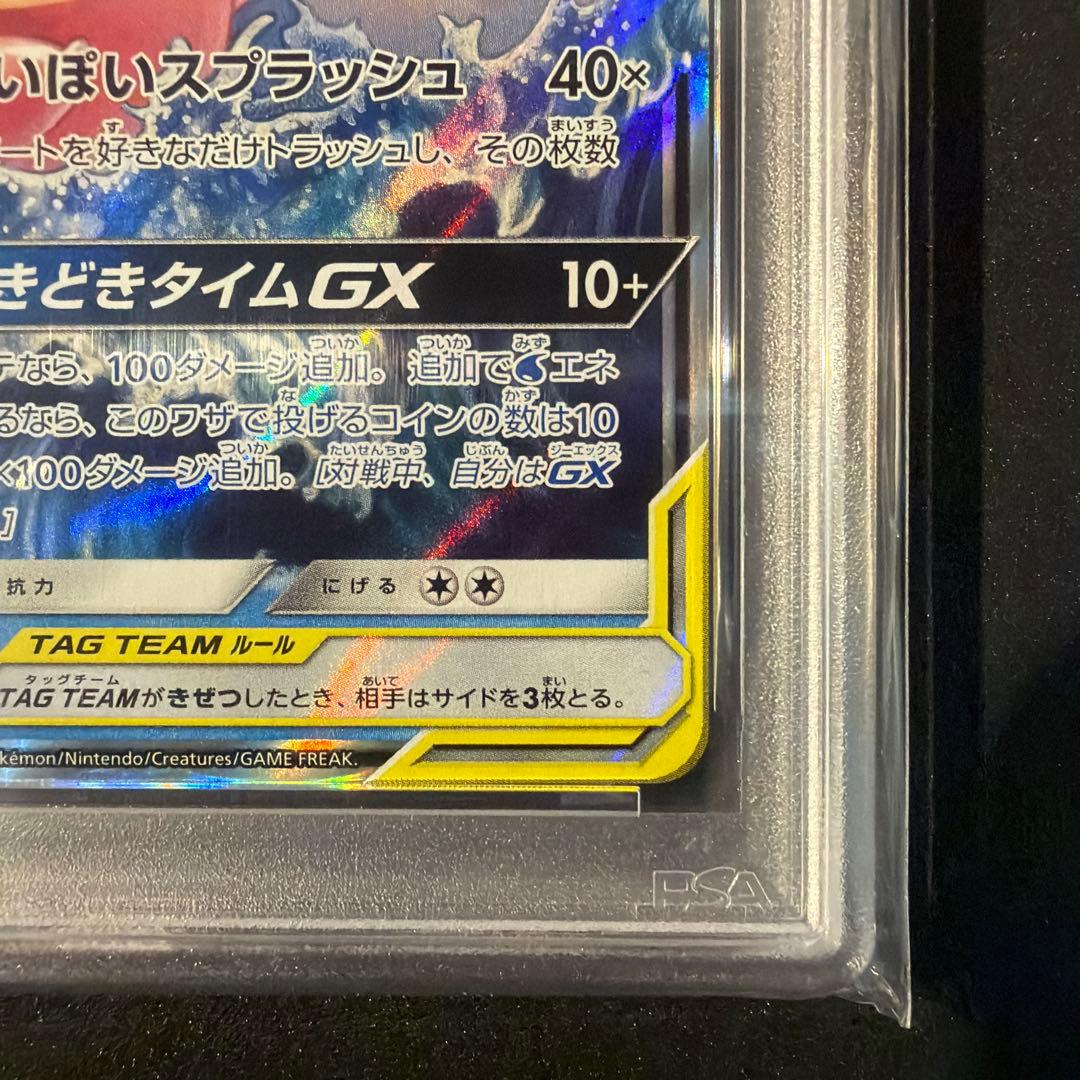 いぽいスプラッシュ 40×
ートを好きなだけトラッシュし、その枚数
きどきタイムGX 10+
なら、100ダメージ追加。追加でエネ
るなら、このワザで投げるコインの数は10
×100ダメージ追加。[対戦中、自分はGX
]
抗力 にげる
TAG TEAM ルール
TAG TEAMがきぜつしたとき、相手はサイドを3枚とる。
kémon/Nintendo/Creatures/GAME FREAK.
PSA